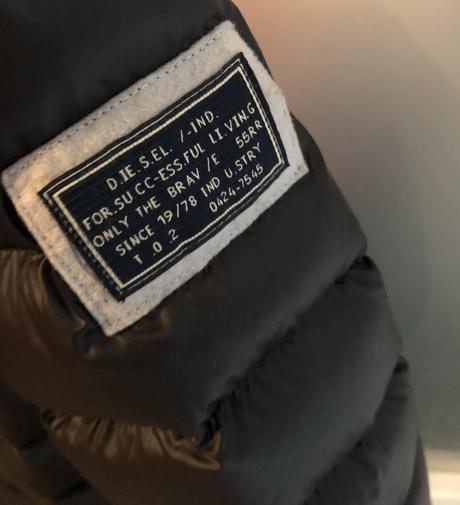 D.IE.S.EL. /-IND.
FOR.SU CC-ESS.FUL LI.VIN.G
ONLY THE BRAV /E 55RR
SINCE 19/78 IND U.STRY
T .0 .2 0424-7545